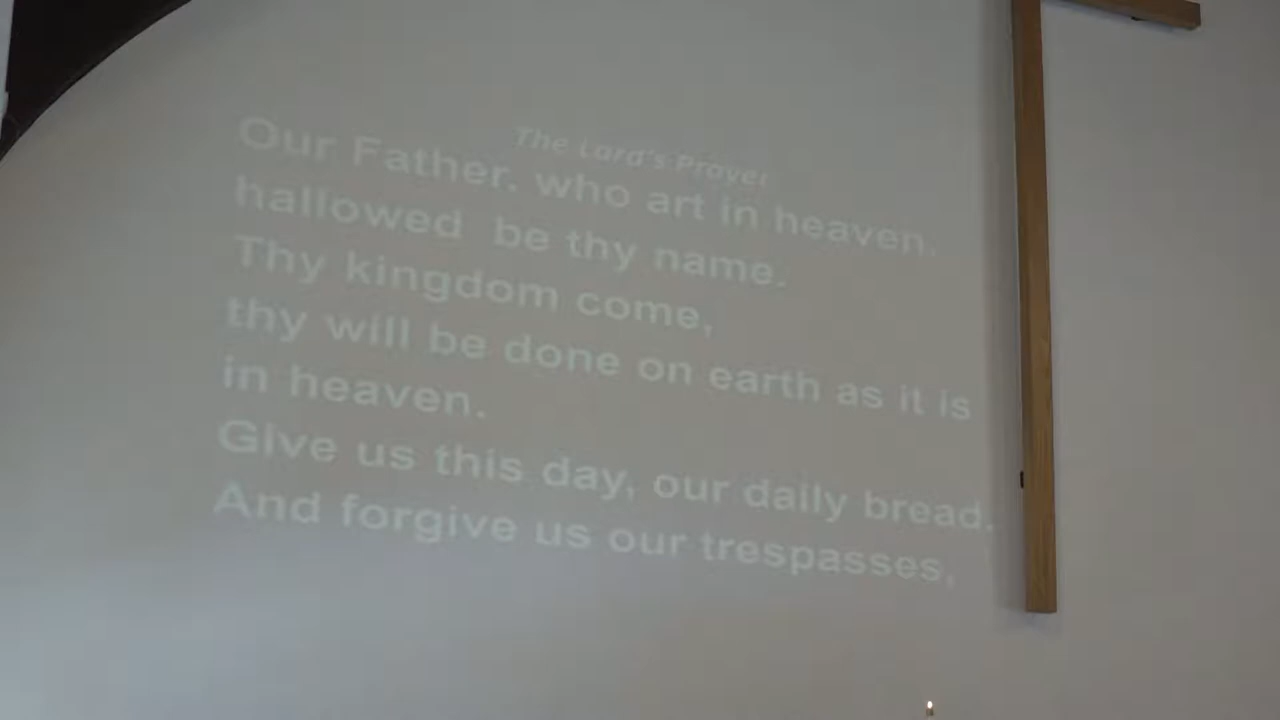 The Lord's Prayer
Our Father. who art in heaven.
hallowed be thy name.
Thy kingdom come,
thy will be done on earth as it is
in heaven.
Give us this day, our daily bread.
And forgive us our trespasses,